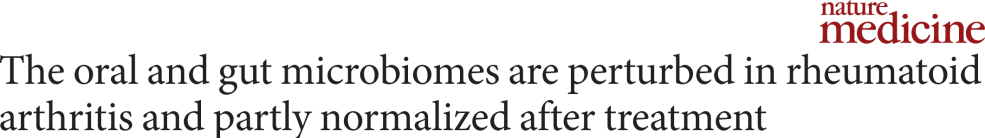 nature
medicine
The oral and gut microbiomes are perturbed in rheumatoid
arthritis and partly normalized after treatment